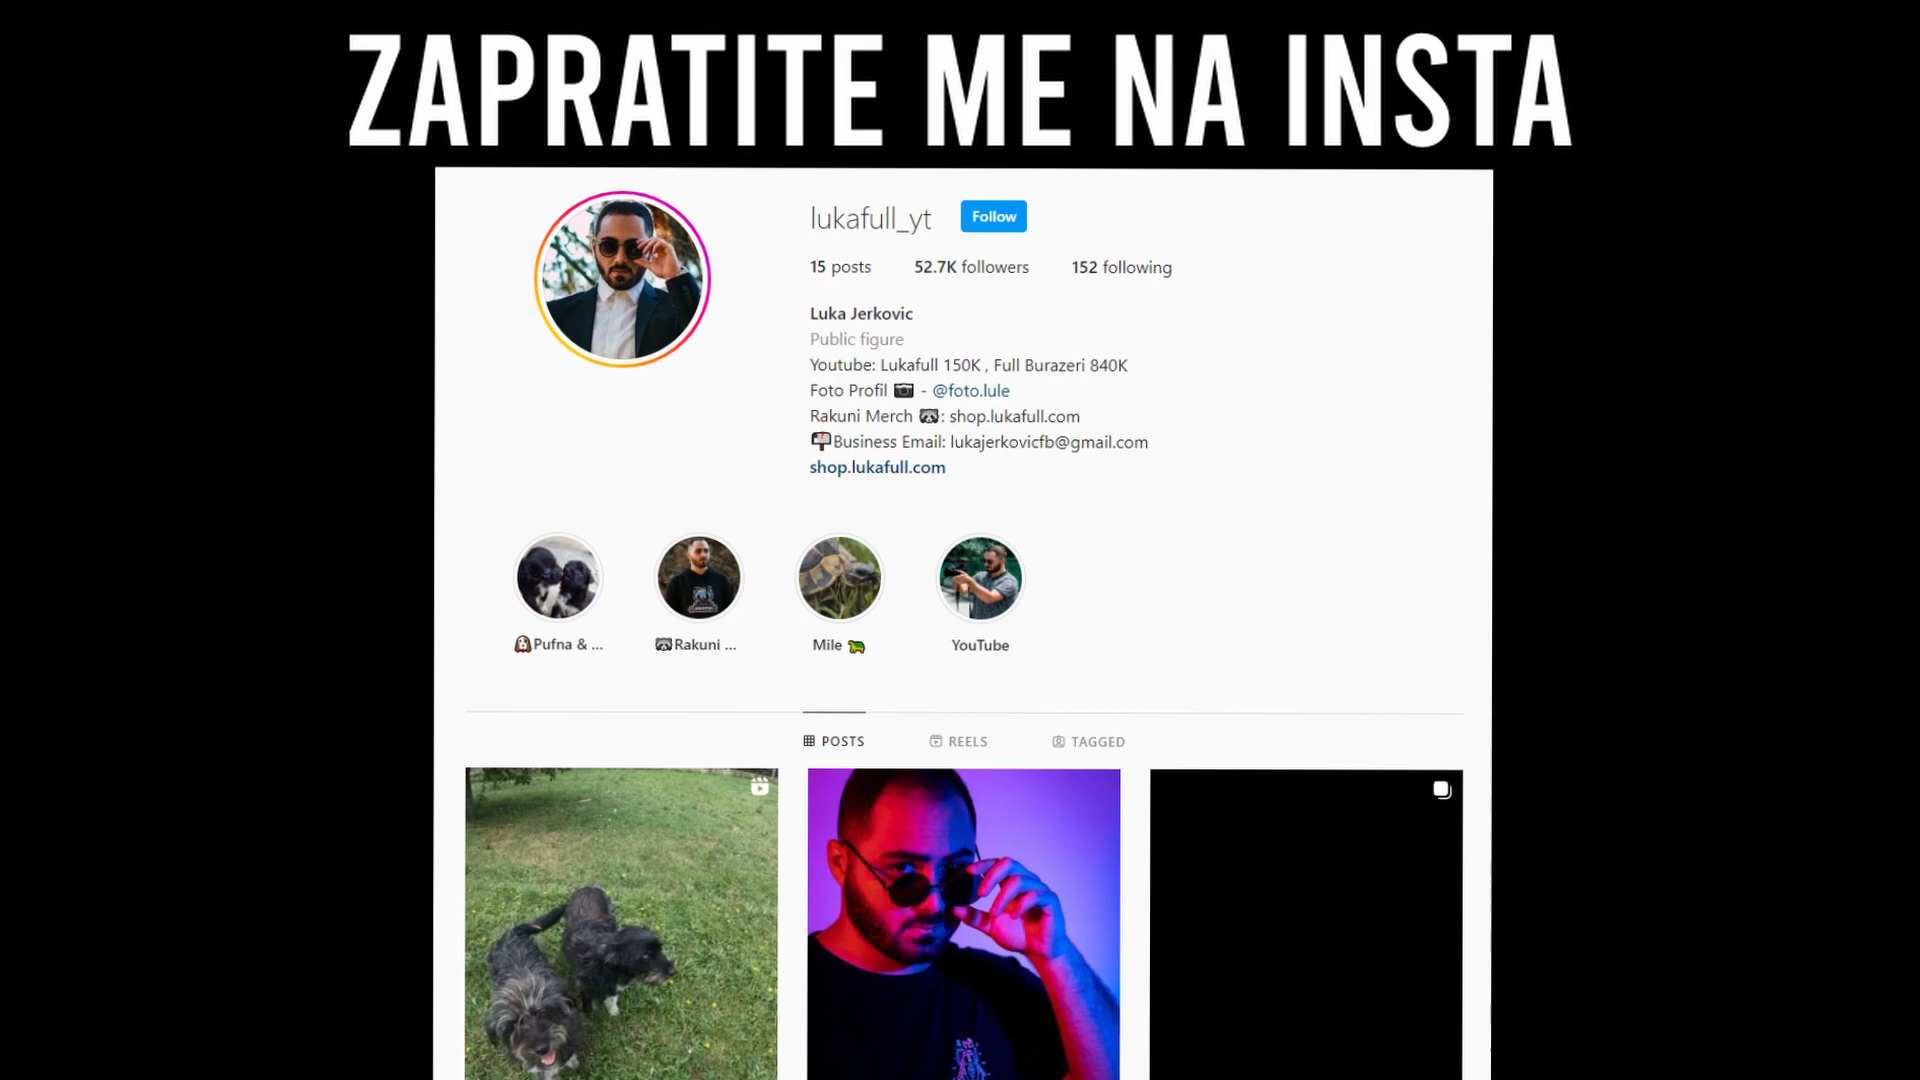 ZAPRATITE ME NA INSTA
lukafull_yt Follow
15 posts 52.7K followers 152 following
Luka Jerkovic
Public figure
Youtube: Lukafull 150K , Full Burazeri 840K
Foto Profil 📷 - @foto.lule
Rakuni Merch 🦝: shop.lukafull.com
📬Business Email: lukajerkovicfb@gmail.com
shop.lukafull.com
🐶Pufna & ... 🦝Rakuni ... Mile 🐢 YouTube
POSTS REELS TAGGED